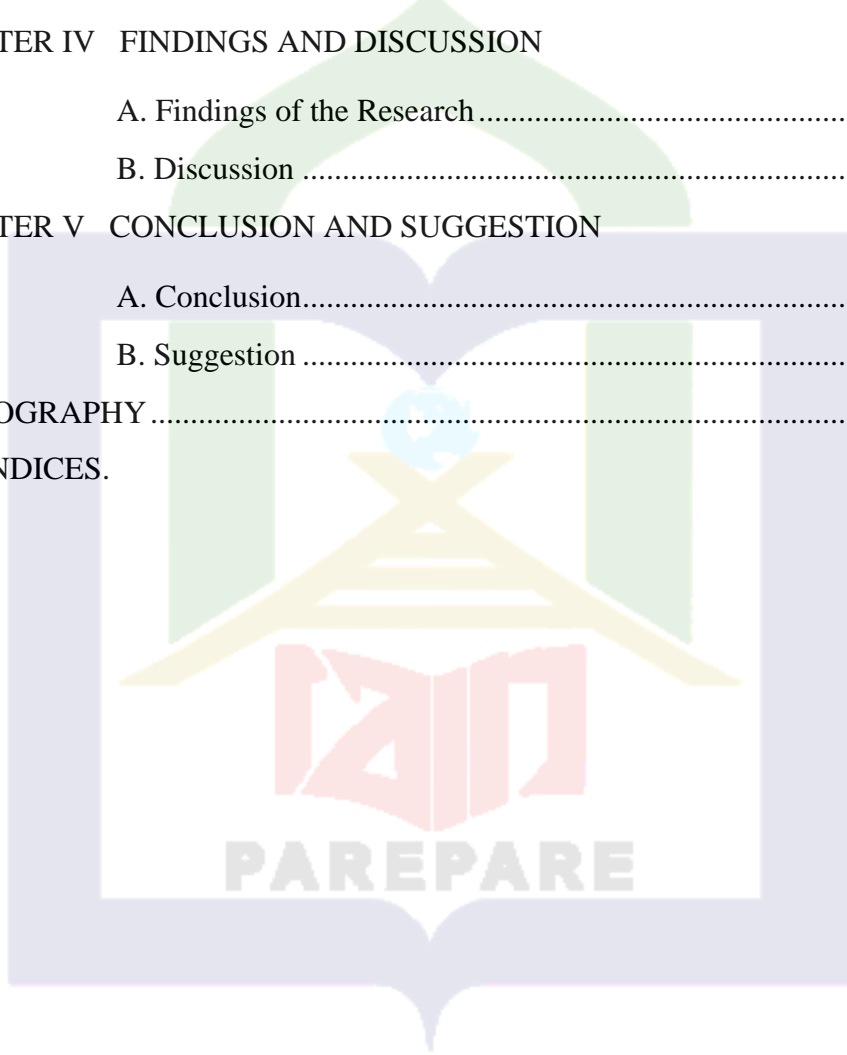 TER IV FINDINGS AND DISCUSSION
A. Findings of the Research................................................
B. Discussion ......................................................................
TER V CONCLUSION AND SUGGESTION
A. Conclusion......................................................................
B. Suggestion ......................................................................
OGRAPHY .........................................................................................
NDICES.
iain
PAREPARE